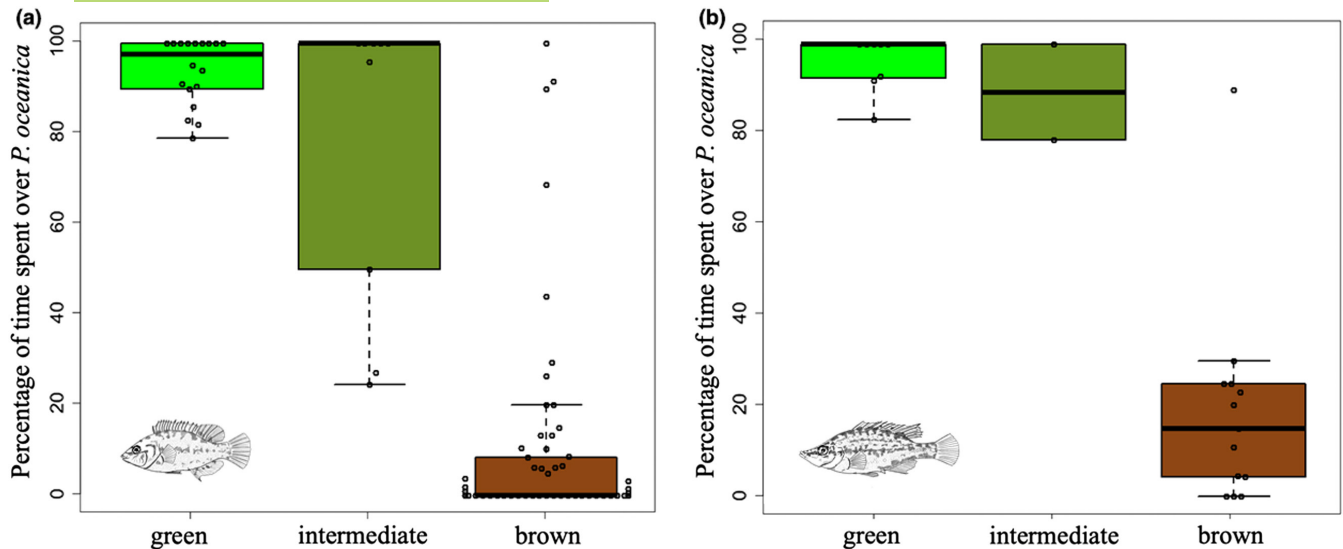 (a)
Percentage of time spent over P. oceanica
100
80
60
40
20
0
green intermediate brown
(b)
Percentage of time spent over P. oceanica
100
80
60
40
20
0
green intermediate brown